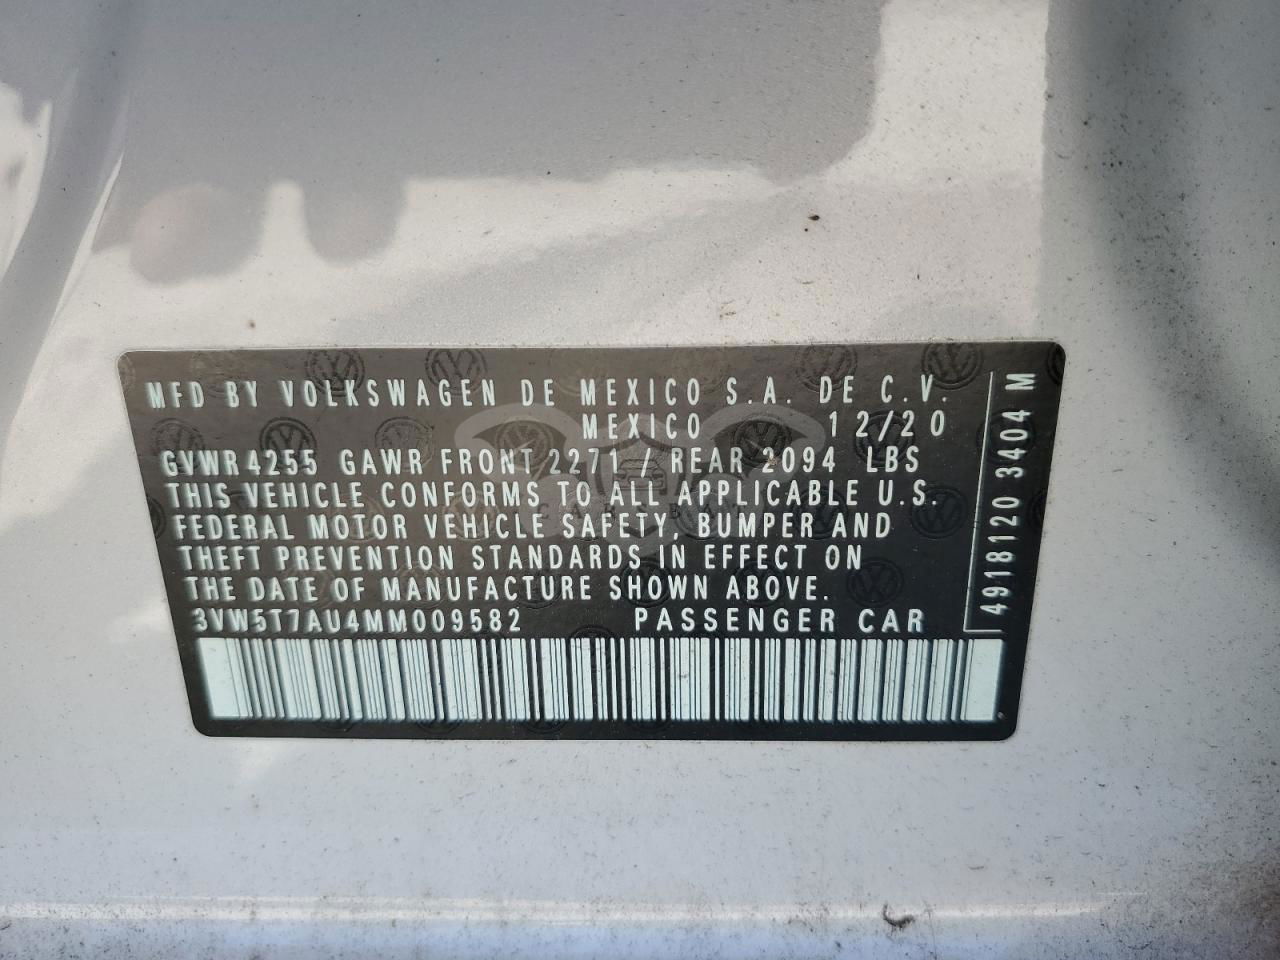 MFD BY VOLKSWAGEN DE MEXICO S.A. DE C.V.
MEXICO 12/20
GVWR 4255 GAWR FRONT 2271 / REAR 2094 LBS
THIS VEHICLE CONFORMS TO ALL APPLICABLE U.S.
FEDERAL MOTOR VEHICLE SAFETY, BUMPER AND
THEFT PREVENTION STANDARDS IN EFFECT ON
THE DATE OF MANUFACTURE SHOWN ABOVE.
3VW5T7AU4MM009582 PASSENGER CAR
4918120 3404 M